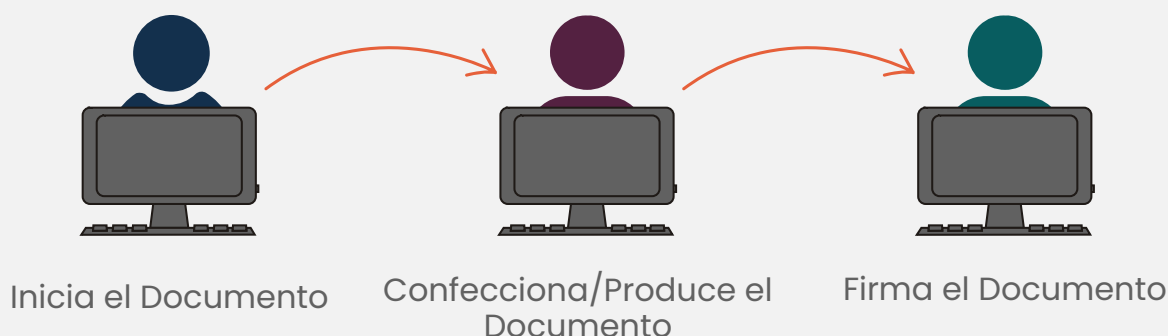 Inicia el Documento
Confecciona/Produce el
Documento
Firma el Documento